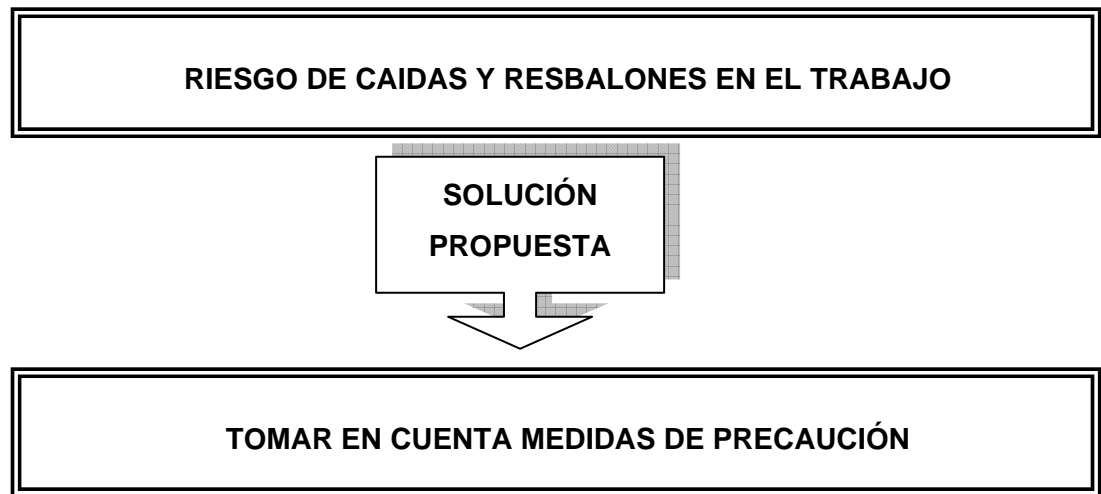 RIESGO DE CAIDAS Y RESBALONES EN EL TRABAJO
SOLUCIÓN
PROPUESTA
TOMAR EN CUENTA MEDIDAS DE PRECAUCIÓN